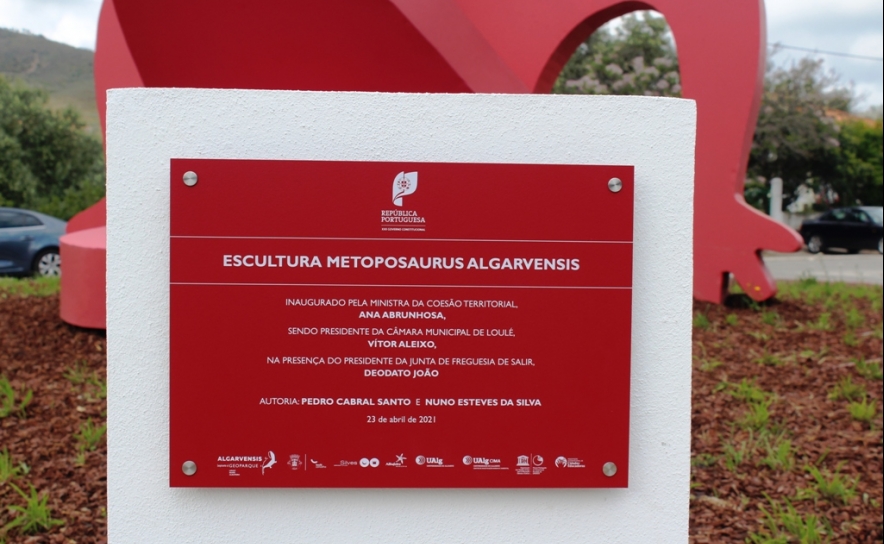 REPÚBLICA
PORTUGUESA
ESCULTURA METOPOSAURUS ALGARVENSIS
INAUGURADO PELA MINISTRA DA COESÃO TERRITORIAL,
ANA ABRUNHOSA,
SENDO PRESIDENTE DA CÂMARA MUNICIPAL DE LOULÉ,
VÍTOR ALEIXO,
NA PRESENÇA DO PRESIDENTE DA JUNTA DE FREGUESIA DE SALIR,
DEODATO JOÃO
AUTORIA: PEDRO CABRAL SANTO E NUNO ESTEVES DA SILVA
23 de abril de 2021
ALGARVENSIS
GEOPARQUE
UAlg
UAlg CIMA